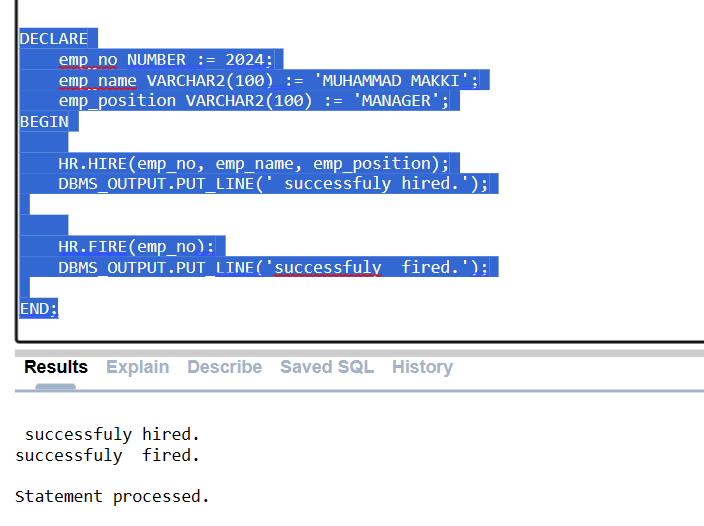 DECLARE
    emp_no NUMBER := 2024;
    emp_name VARCHAR2(100) := 'MUHAMMAD MAKKI';
    emp_position VARCHAR2(100) := 'MANAGER';
BEGIN
    HR.HIRE(emp_no, emp_name, emp_position);
    DBMS_OUTPUT.PUT_LINE(' successfuly hired.');
    HR.FIRE(emp_no);
    DBMS_OUTPUT.PUT_LINE('successfuly  fired.');
END;
Results Explain Describe Saved SQL History
 successfuly hired.
successfuly  fired.
Statement processed.